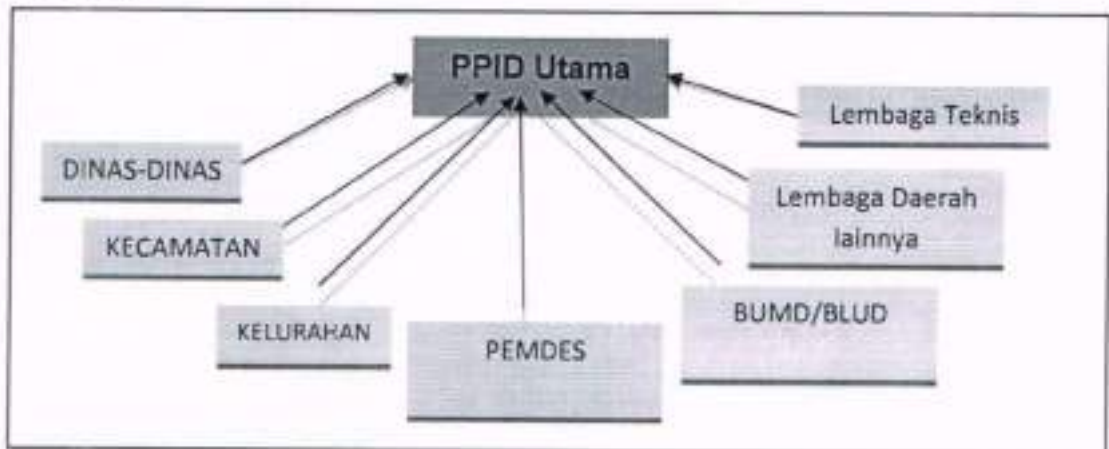 PPID Utama
Lembaga Teknis
DINAS-DINAS
Lembaga Daerah
lainnya
KECAMATAN
BUMD/BLUD
KELURAHAN
PEMDES